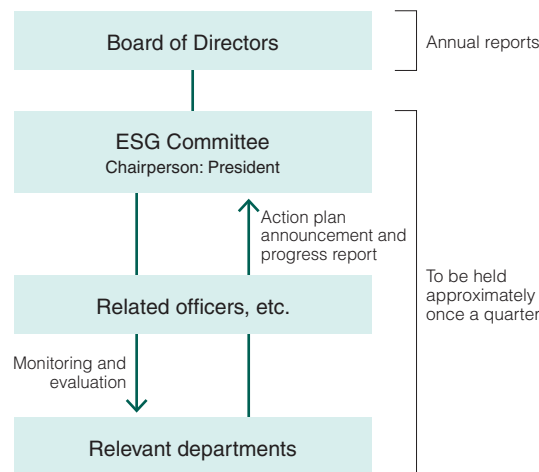 Board of Directors
Annual reports
ESG Committee
Chairperson: President
Action plan
announcement and
progress report
To be held
approximately
once a quarter
Related officers, etc.
Monitoring and
evaluation
Relevant departments